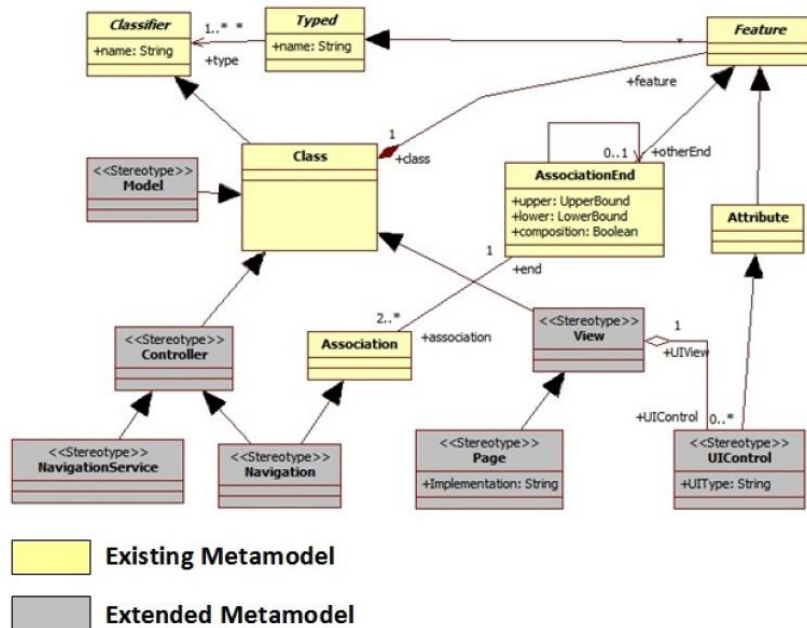 Classifier
+name: String
1..*
*
+type
Typed
+name: String
*
Feature
+feature
1
+class
Class
<<Stereotype>>
Model
0..1
+otherEnd
AssociationEnd
+upper: UpperBound
+lower: LowerBound
+composition: Boolean
Attribute
1
+end
2..*
+association
<<Stereotype>>
Controller
Association
<<Stereotype>>
View
1
+UIView
+UIControl
0..*
<<Stereotype>>
NavigationService
<<Stereotype>>
Navigation
<<Stereotype>>
Page
+Implementation: String
<<Stereotype>>
UIControl
+UIType: String
Existing Metamodel
Extended Metamodel